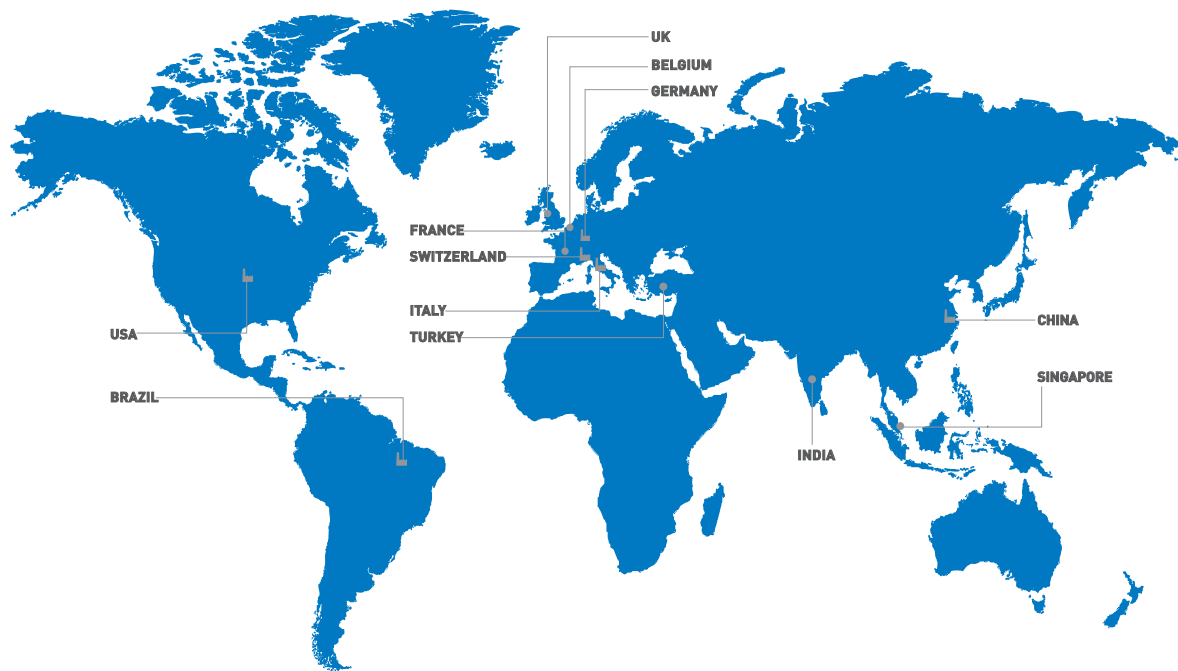 UK
BELGIUM
GERMANY
FRANCE
SWITZERLAND
ITALY
TURKEY
USA
BRAZIL
CHINA
SINGAPORE
INDIA